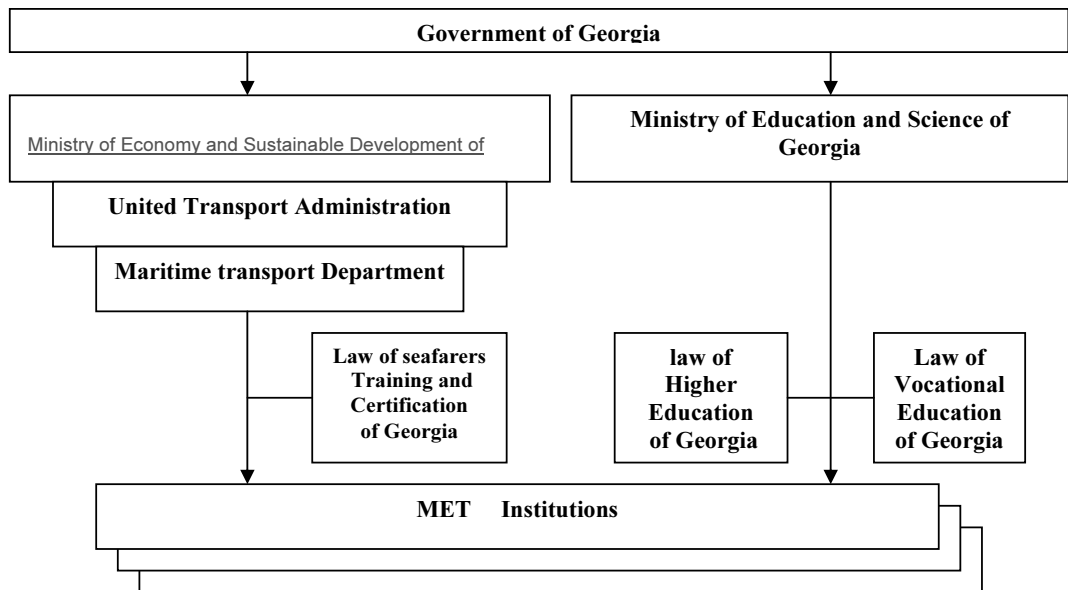 Government of Georgia
Ministry of Economy and Sustainable Development of
Ministry of Education and Science of
Georgia
United Transport Administration
Maritime transport Department
Law of seafarers
Training and
Certification
of Georgia
law of
Higher
Education
of Georgia
Law of
Vocational
Education
of Georgia
MET Institutions